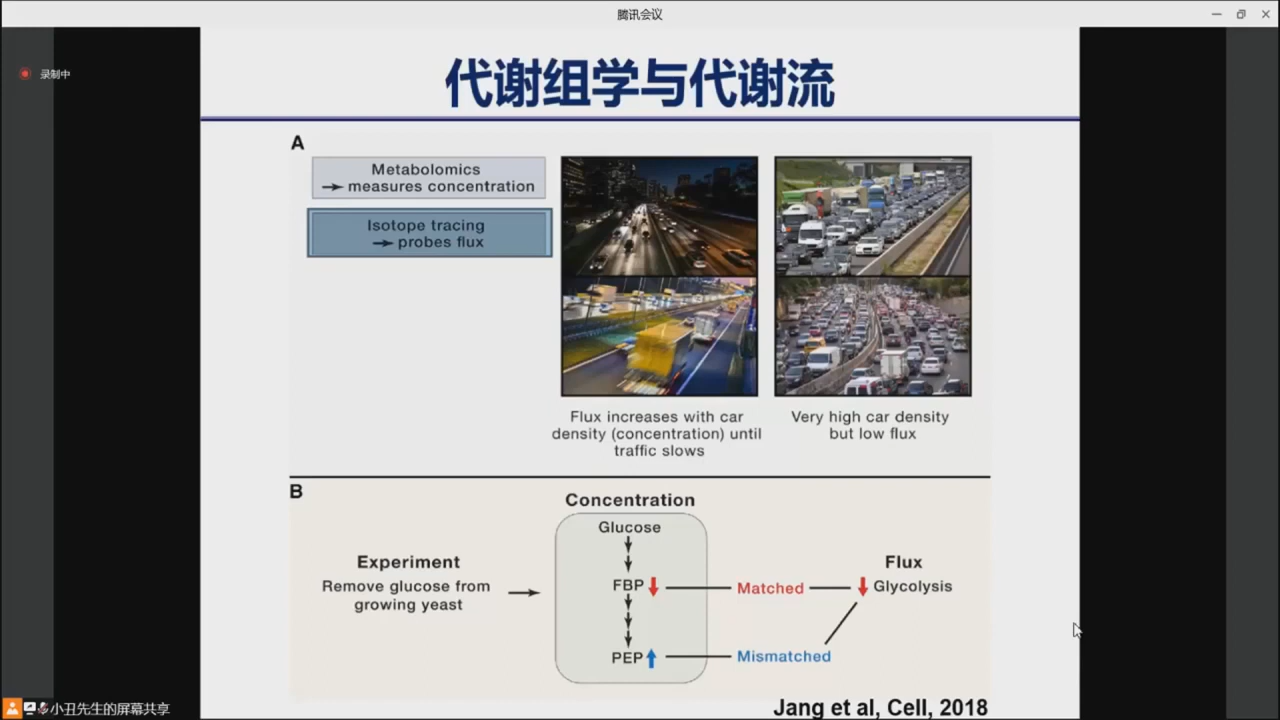 腾讯会议
录制中
代谢组学与代谢流
A
Metabolomics
→ measures concentration
Isotope tracing
→ probes flux
Flux increases with car
density (concentration) until
traffic slows
Very high car density
but low flux
B
Concentration
Experiment
Remove glucose from
growing yeast
Glucose
FBP
PEP
Matched
Mismatched
Flux
Glycolysis
Jang et al, Cell, 2018
小丑先生的屏幕共享